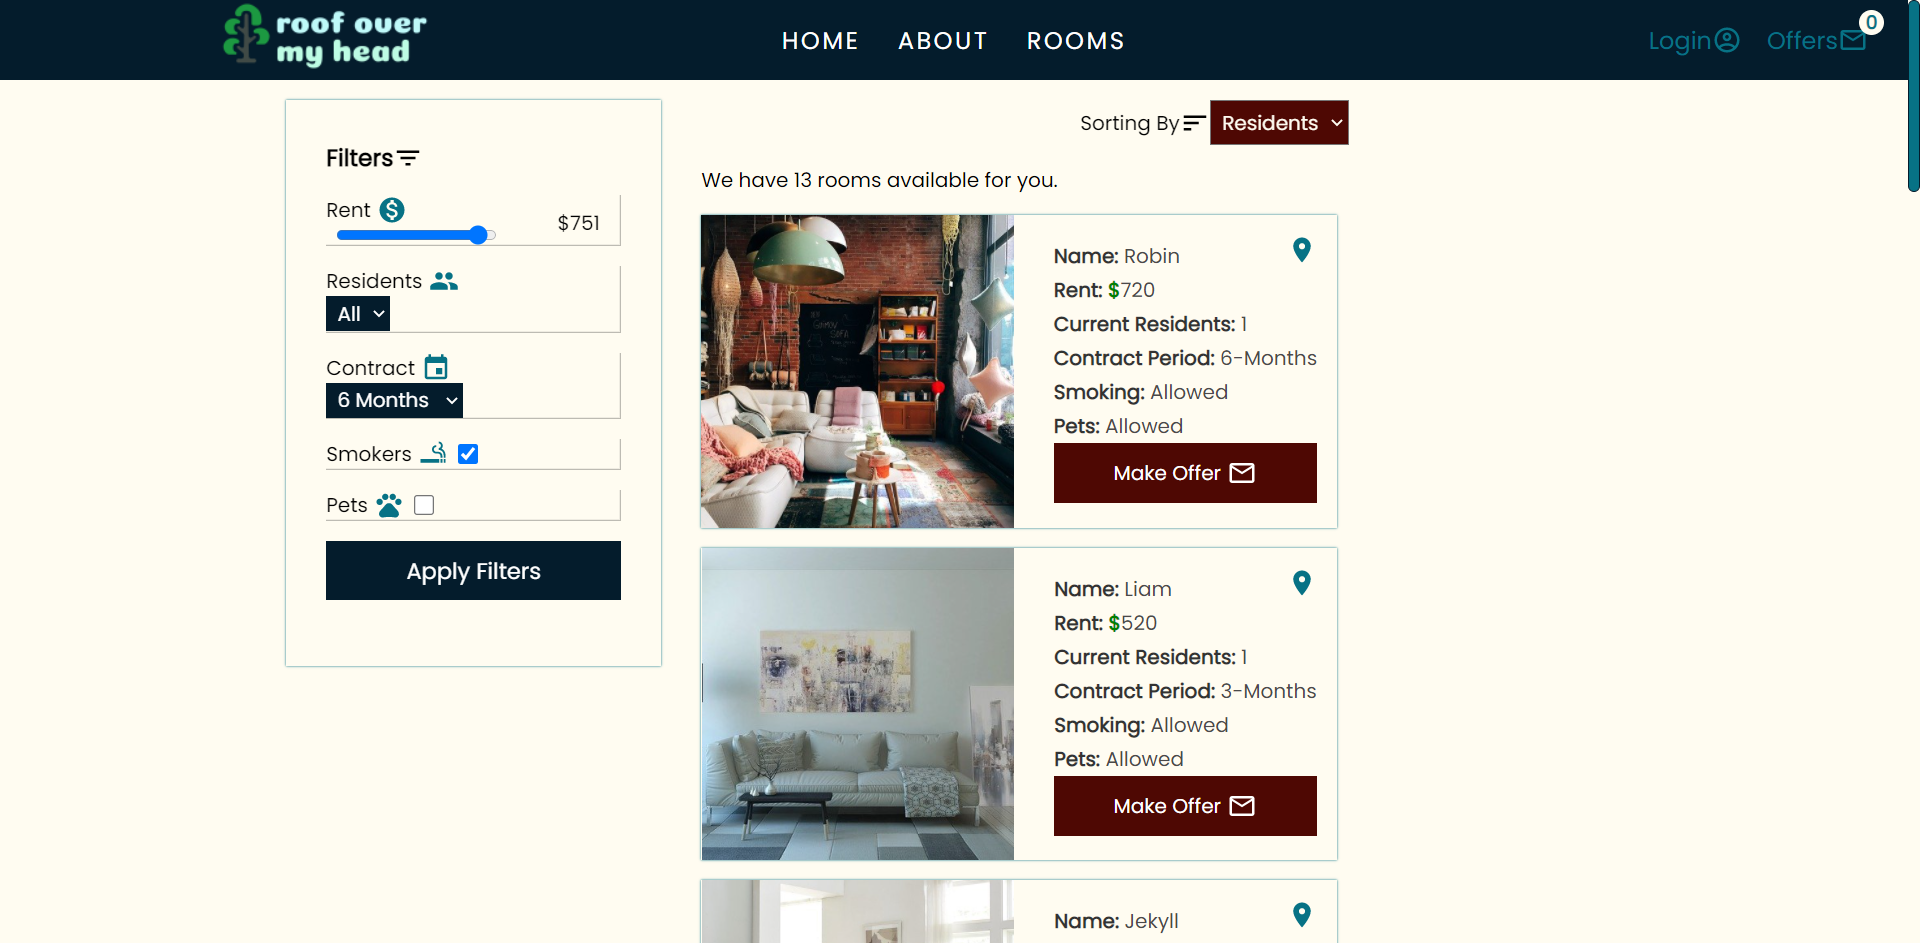 roof over
my head
HOME
ABOUT
ROOMS
Login
Offers
0
Filters
Rent
$751
Residents
All
Contract
6 Months
Smokers
Pets
Apply Filters
Sorting By
Residents
We have 13 rooms available for you.
Name: Robin
Rent: $720
Current Residents: 1
Contract Period: 6-Months
Smoking: Allowed
Pets: Allowed
Make Offer
Name: Liam
Rent: $520
Current Residents: 1
Contract Period: 3-Months
Smoking: Allowed
Pets: Allowed
Make Offer
Name: Jekyll